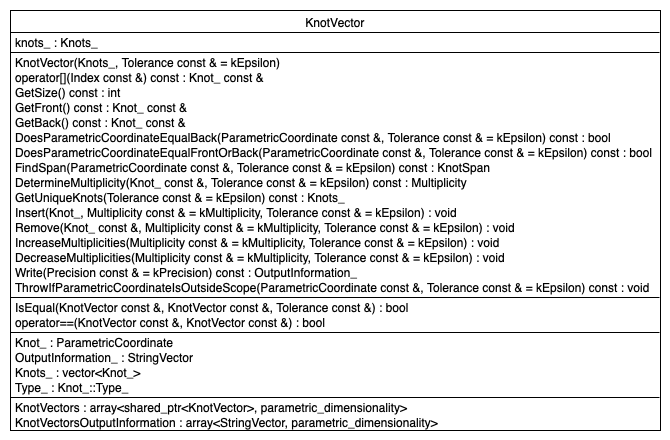 KnotVector
knots_ : Knots_
KnotVector(Knots_, Tolerance const & = kEpsilon)
operator[](Index const &) const : Knot_ const &
GetSize() const : int
GetFront() const : Knot_ const &
GetBack() const : Knot_ const &
DoesParametricCoordinateEqualBack(ParametricCoordinate const &, Tolerance const & = kEpsilon) const : bool
DoesParametricCoordinateEqualFrontOrBack(ParametricCoordinate const &, Tolerance const & = kEpsilon) const : bool
FindSpan(ParametricCoordinate const &, Tolerance const & = kEpsilon) const : KnotSpan
DetermineMultiplicity(Knot_ const &, Tolerance const & = kEpsilon) const : Multiplicity
GetUniqueKnots(Tolerance const & = kEpsilon) const : Knots_
Insert(Knot_, Multiplicity const & = kMultiplicity, Tolerance const & = kEpsilon) : void
Remove(Knot_ const &, Multiplicity const & = kMultiplicity, Tolerance const & = kEpsilon) : void
IncreaseMultiplicities(Multiplicity const & = kMultiplicity, Tolerance const & = kEpsilon) : void
DecreaseMultiplicities(Multiplicity const & = kMultiplicity, Tolerance const & = kEpsilon) : void
Write(Precision const & = kPrecision) const : OutputInformation_
ThrowIfParametricCoordinateIsOutsideScope(ParametricCoordinate const &, Tolerance const & = kEpsilon) const : void
IsEqual(KnotVector const &, KnotVector const &, Tolerance const &) : bool
operator==(KnotVector const &, KnotVector const &) : bool
Knot_ : ParametricCoordinate
OutputInformation_ : StringVector
Knots_ : vector<Knot_>
Type_ : Knot_::Type_
KnotVectors : array<shared_ptr<KnotVector>, parametric_dimensionality>
KnotVectorsOutputInformation : array<StringVector, parametric_dimensionality>